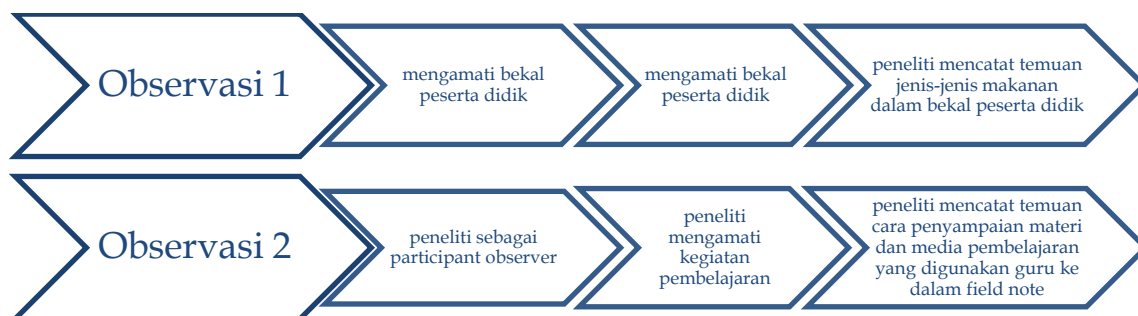 Observasi 1
mengamati bekal
peserta didik
mengamati bekal
peserta didik
peneliti mencatat temuan
jenis-jenis makanan
dalam bekal peserta didik
Observasi 2
peneliti sebagai
participant observer
peneliti
mengamati
kegiatan
pembelajaran
peneliti mencatat temuan
cara penyampaian materi
dan media pembelajaran
yang digunakan guru ke
dalam field note